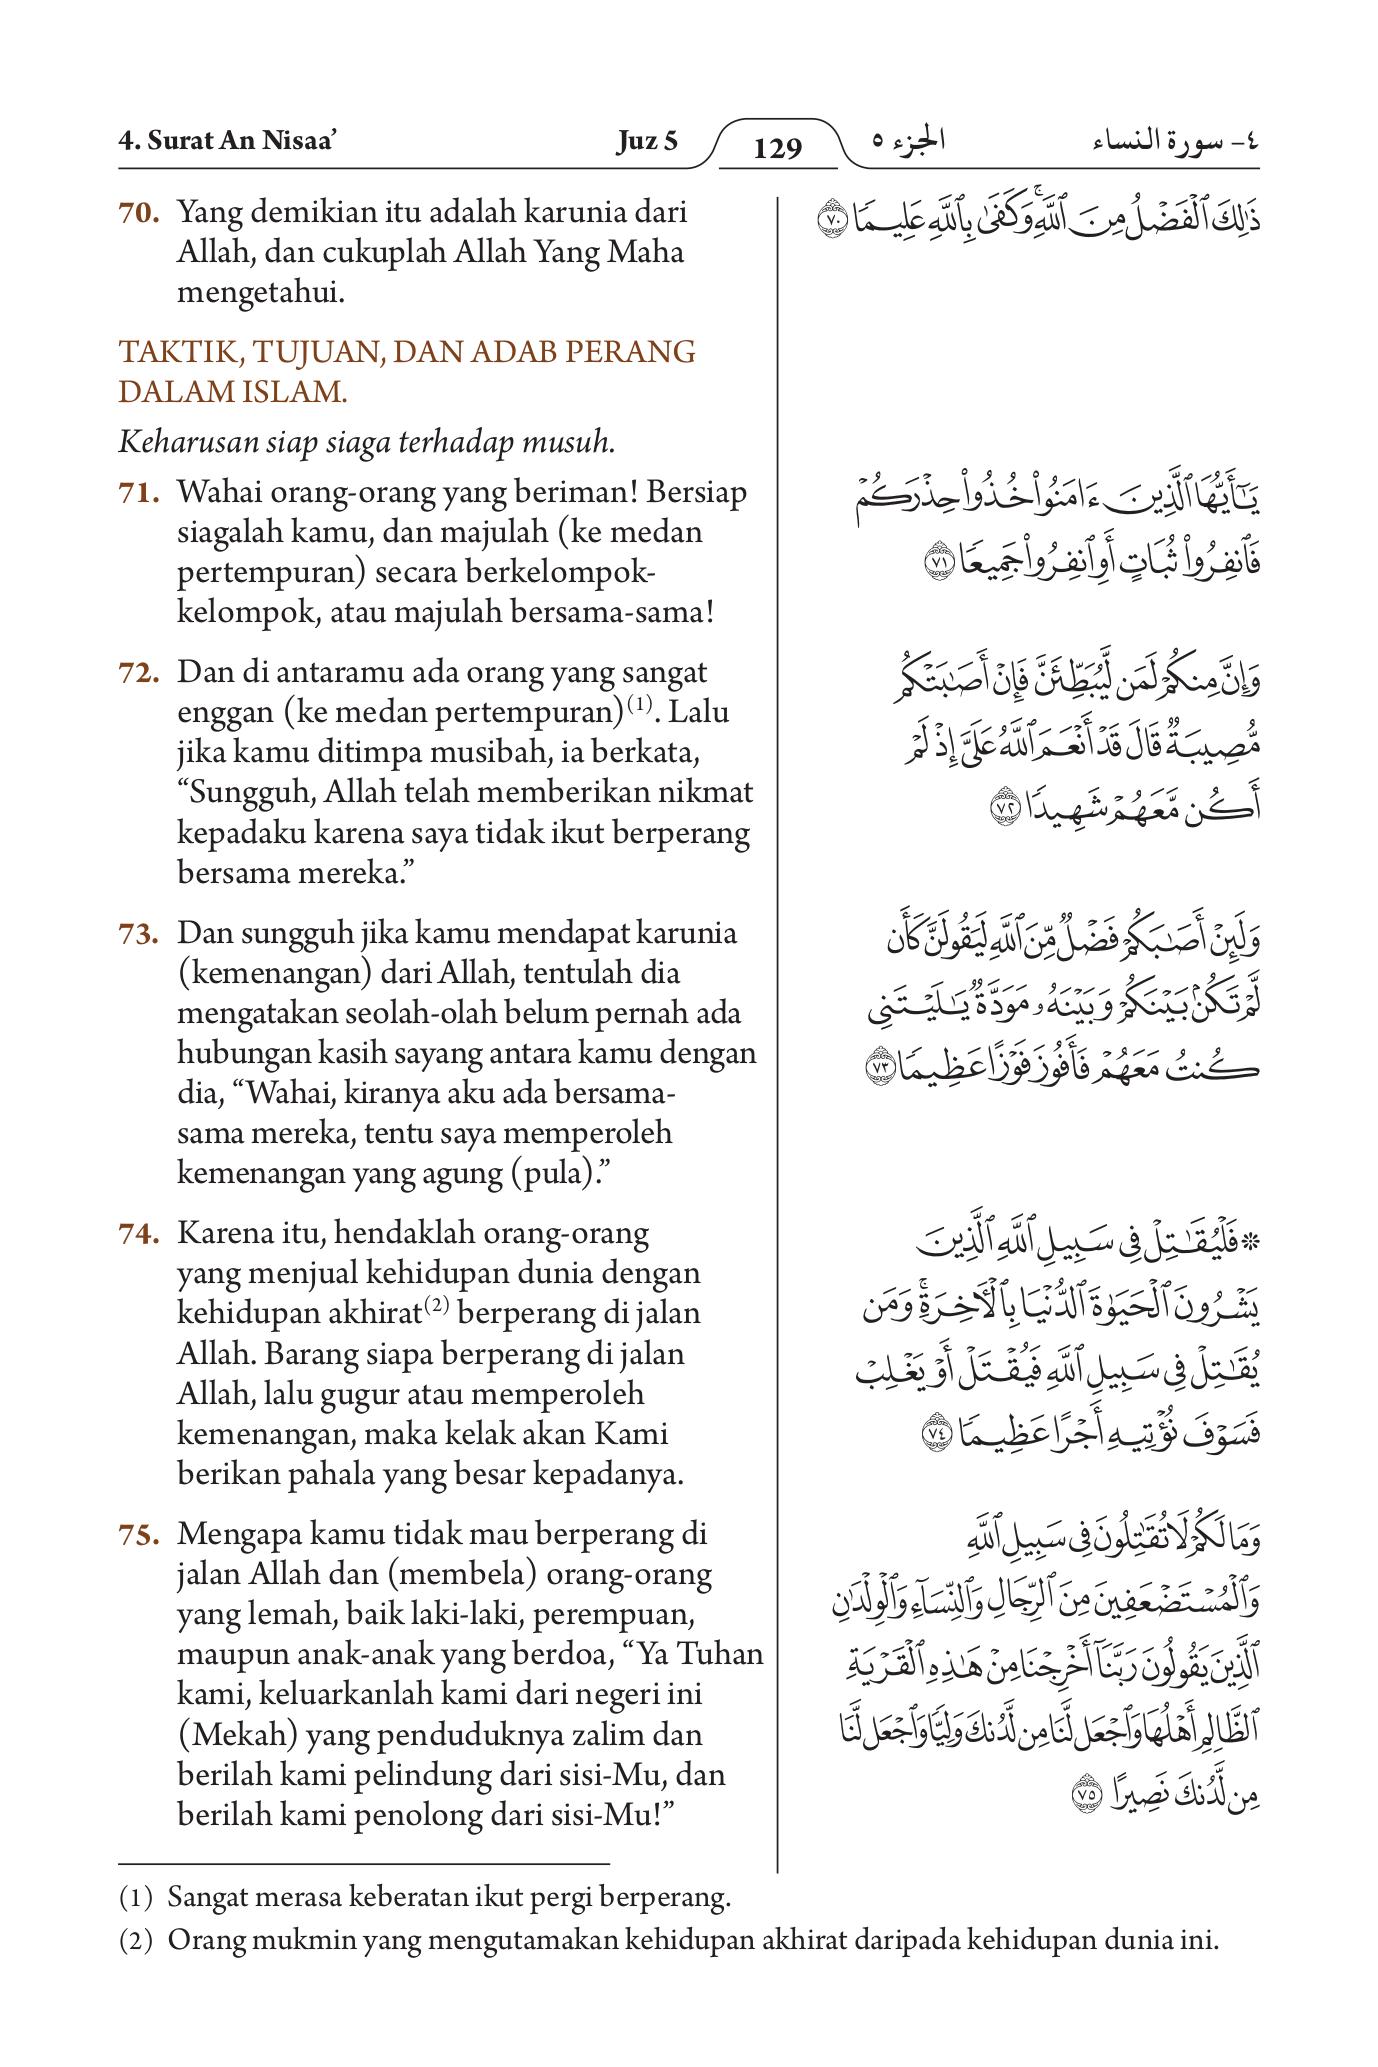 4. Surat An Nisaa’
Juz 5
129
الجزء ٥
٤- سورة النساء
70. Yang demikian itu adalah karunia dari
Allah, dan cukuplah Allah Yang Maha
mengetahui.
TAKTIK, TUJUAN, DAN ADAB PERANG
DALAM ISLAM.
Keharusan siap siaga terhadap musuh.
71. Wahai orang-orang yang beriman! Bersiap
siagalah kamu, dan majulah (ke medan
pertempuran) secara berkelompok-
kelompok, atau majulah bersama-sama!
72. Dan di antaramu ada orang yang sangat
enggan (ke medan pertempuran)(1). Lalu
jika kamu ditimpa musibah, ia berkata,
“Sungguh, Allah telah memberikan nikmat
kepadaku karena saya tidak ikut berperang
bersama mereka.”
73. Dan sungguh jika kamu mendapat karunia
(kemenangan) dari Allah, tentulah dia
mengatakan seolah-olah belum pernah ada
hubungan kasih sayang antara kamu dengan
dia, “Wahai, kiranya aku ada bersama-
sama mereka, tentu saya memperoleh
kemenangan yang agung (pula).”
74. Karena itu, hendaklah orang-orang
yang menjual kehidupan dunia dengan
kehidupan akhirat(2) berperang di jalan
Allah. Barang siapa berperang di jalan
Allah, lalu gugur atau memperoleh
kemenangan, maka kelak akan Kami
berikan pahala yang besar kepadanya.
75. Mengapa kamu tidak mau berperang di
jalan Allah dan (membela) orang-orang
yang lemah, baik laki-laki, perempuan,
maupun anak-anak yang berdoa, “Ya Tuhan
kami, keluarkanlah kami dari negeri ini
(Mekah) yang penduduknya zalim dan
berilah kami pelindung dari sisi-Mu, dan
berilah kami penolong dari sisi-Mu!”
ذَٰلِكَ ٱلْفَضْلُ مِنَ ٱللَّهِ ۚ وَكَفَىٰ بِٱللَّهِ عَلِيمًا ٧٠
يَـٰٓأَيُّهَا ٱلَّذِينَ ءَامَنُوا۟ خُذُوا۟ حِذْرَكُمْ
فَٱنفِرُوا۟ ثُبَاتٍ أَوِ ٱنفِرُوا۟ جَمِيعًا ٧١
وَإِنَّ مِنكُمْ لَمَن لَّيُبَطِّئَنَّ فَإِنْ أَصَـٰبَتْكُم
مُّصِيبَةٌ قَالَ قَدْ أَنْعَمَ ٱللَّهُ عَلَىَّ إِذْ لَمْ
أَكُن مَّعَهُمْ شَهِيدًا ٧٢
وَلَئِنْ أَصَـٰبَكُمْ فَضْلٌ مِّنَ ٱللَّهِ لَيَقُولَنَّ كَأَن
لَّمْ تَكُنۢ بَيْنَكُمْ وَبَيْنَهُۥ مَوَدَّةٌ يَـٰلَيْتَنِى
كُنتُ مَعَهُمْ فَأَفُوزَ فَوْزًا عَظِيمًا ٧٣
۞ فَلْيُقَـٰتِلْ فِى سَبِيلِ ٱللَّهِ ٱلَّذِينَ
يَشْرُونَ ٱلْحَيَوٰةَ ٱلدُّنْيَا بِٱلْـَٔاخِرَةِ ۚ وَمَن
يُقَـٰتِلْ فِى سَبِيلِ ٱللَّهِ فَيُقْتَلْ أَوْ يَغْلِبْ
فَسَوْفَ نُؤْتِيهِ أَجْرًا عَظِيمًا ٧٤
وَمَا لَكُمْ لَا تُقَـٰتِلُونَ فِى سَبِيلِ ٱللَّهِ
وَٱلْمُسْتَضْعَفِينَ مِنَ ٱلرِّجَالِ وَٱلنِّسَآءِ وَٱلْوِلْدَٰنِ
ٱلَّذِينَ يَقُولُونَ رَبَّنَآ أَخْرِجْنَا مِنْ هَـٰذِهِ ٱلْقَرْيَةِ
ٱلظَّالِمِ أَهْلُهَا وَٱجْعَل لَّنَا مِن لَّدُنكَ وَلِيًّا وَٱجْعَل لَّنَا
مِن لَّدُنكَ نَصِيرًا ٧٥
(1) Sangat merasa keberatan ikut pergi berperang.
(2) Orang mukmin yang mengutamakan kehidupan akhirat daripada kehidupan dunia ini.